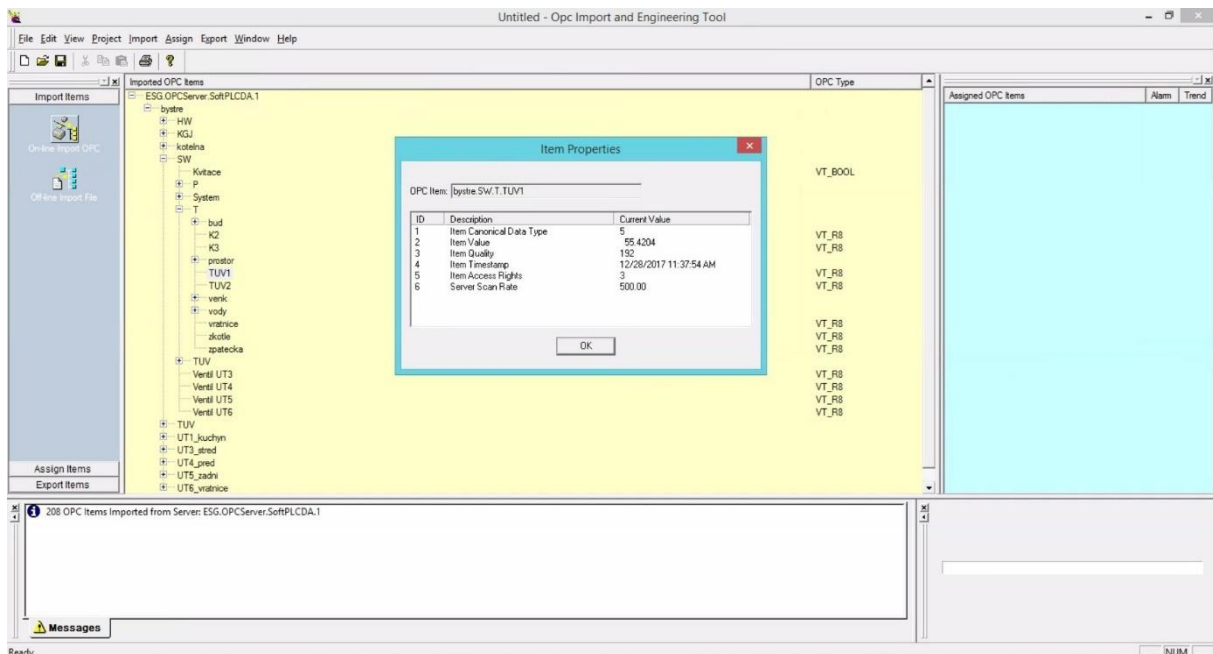 Untitled - Opc Import and Engineering Tool
File Edit View Project Import Assign Export Window Help
Import Items
On-line Import OPC
Off-line Import File
Assign Items
Export Items
Imported OPC Items OPC Type
ESG.OPCServer.SoftPLCDA.1
bystre
HW
KGJ
kotelna
SW
Kvitace VT_BOOL
P
System
T
bud
K2 VT_R8
K3 VT_R8
prostor
TUV1 VT_R8
TUV2 VT_R8
venk
vody
vratnice VT_R8
zkotle VT_R8
zpatecka VT_R8
TUV
Ventil UT3 VT_R8
Ventil UT4 VT_R8
Ventil UT5 VT_R8
Ventil UT6 VT_R8
TUV
UT1_kuchyn
UT3_stred
UT4_pred
UT5_zadni
UT6_vratnice
Item Properties
OPC Item: bystre.SW.T.TUV1
ID Description Current Value
1 Item Canonical Data Type 5
2 Item Value 55.4204
3 Item Quality 192
4 Item Timestamp 12/28/2017 11:37:54 AM
5 Item Access Rights 3
6 Server Scan Rate 500.00
OK
Assigned OPC Items Alarm Trend
208 OPC Items Imported from Server: ESG.OPCServer.SoftPLCDA.1
Messages
Ready NUM